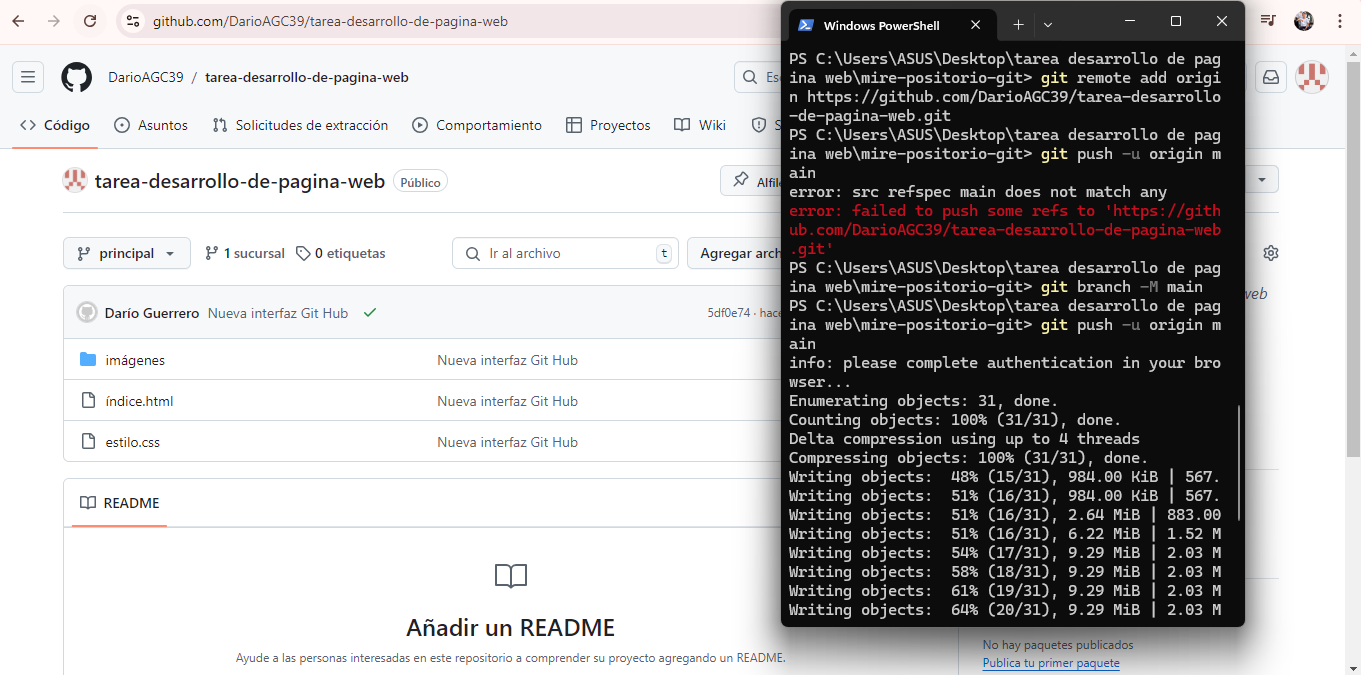 github.com/DarioAGC39/tarea-desarrollo-de-pagina-web
DarioAGC39 / tarea-desarrollo-de-pagina-web
Código
Asuntos
Solicitudes de extracción
Comportamiento
Proyectos
Wiki
tarea-desarrollo-de-pagina-web
Público
principal
1 sucursal
0 etiquetas
Ir al archivo
t
Agregar arch
web
Darío Guerrero Nueva interfaz Git Hub
5df0e74 · hace
imágenes Nueva interfaz Git Hub
índice.html Nueva interfaz Git Hub
estilo.css Nueva interfaz Git Hub
README
Añadir un README
Ayude a las personas interesadas en este repositorio a comprender su proyecto agregando un README.
No hay paquetes publicados
Publica tu primer paquete
Windows PowerShell
PS C:\Users\ASUS\Desktop\tarea desarrollo de pag
ina web\mire-positorio-git> git remote add origi
n https://github.com/DarioAGC39/tarea-desarrollo
-de-pagina-web.git
PS C:\Users\ASUS\Desktop\tarea desarrollo de pag
ina web\mire-positorio-git> git push -u origin m
ain
error: src refspec main does not match any
error: failed to push some refs to 'https://gith
ub.com/DarioAGC39/tarea-desarrollo-de-pagina-web
.git'
PS C:\Users\ASUS\Desktop\tarea desarrollo de pag
ina web\mire-positorio-git> git branch -M main
PS C:\Users\ASUS\Desktop\tarea desarrollo de pag
ina web\mire-positorio-git> git push -u origin m
ain
info: please complete authentication in your bro
wser...
Enumerating objects: 31, done.
Counting objects: 100% (31/31), done.
Delta compression using up to 4 threads
Compressing objects: 100% (31/31), done.
Writing objects:  48% (15/31), 984.00 KiB | 567.
Writing objects:  51% (16/31), 984.00 KiB | 567.
Writing objects:  51% (16/31), 2.64 MiB | 883.00
Writing objects:  51% (16/31), 6.22 MiB | 1.52 M
Writing objects:  54% (17/31), 9.29 MiB | 2.03 M
Writing objects:  58% (18/31), 9.29 MiB | 2.03 M
Writing objects:  61% (19/31), 9.29 MiB | 2.03 M
Writing objects:  64% (20/31), 9.29 MiB | 2.03 M